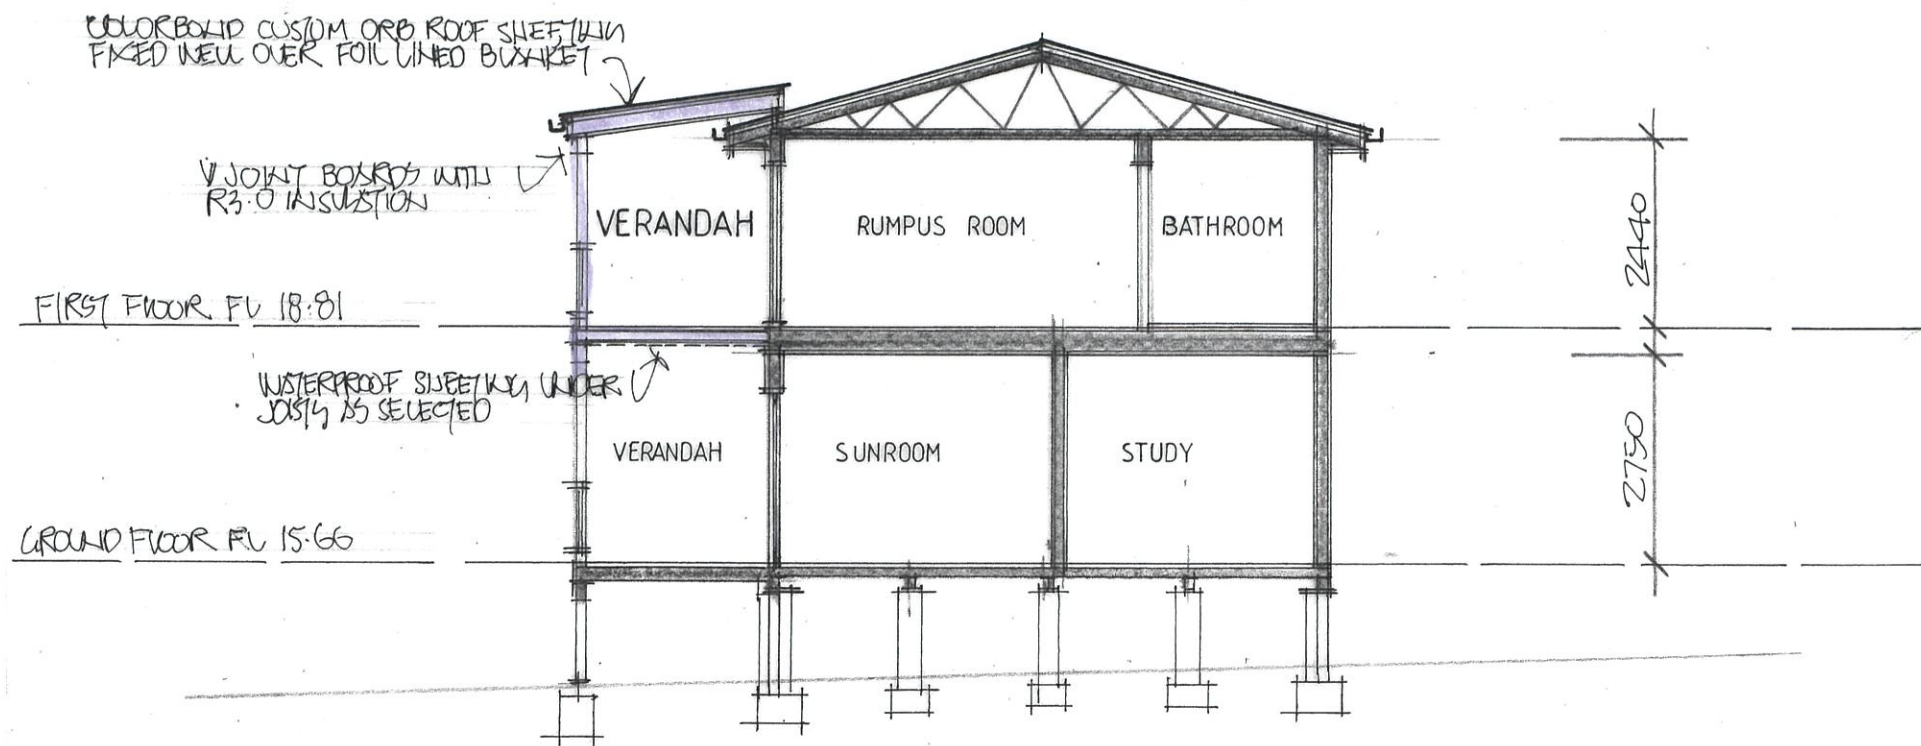 COLORBOND CUSTOM ORB ROOF SHEETING
FIXED WELL OVER FOIL LINED BLANKET
V JOINT BOARDS WITH
R3.0 INSULATION
VERANDAH
RUMPUS ROOM
BATHROOM
2440
FIRST FLOOR FL 18.81
WATERPROOF SHEETING UNDER
JOISTS AS SELECTED
VERANDAH
SUNROOM
STUDY
2750
GROUND FLOOR FL 15.66